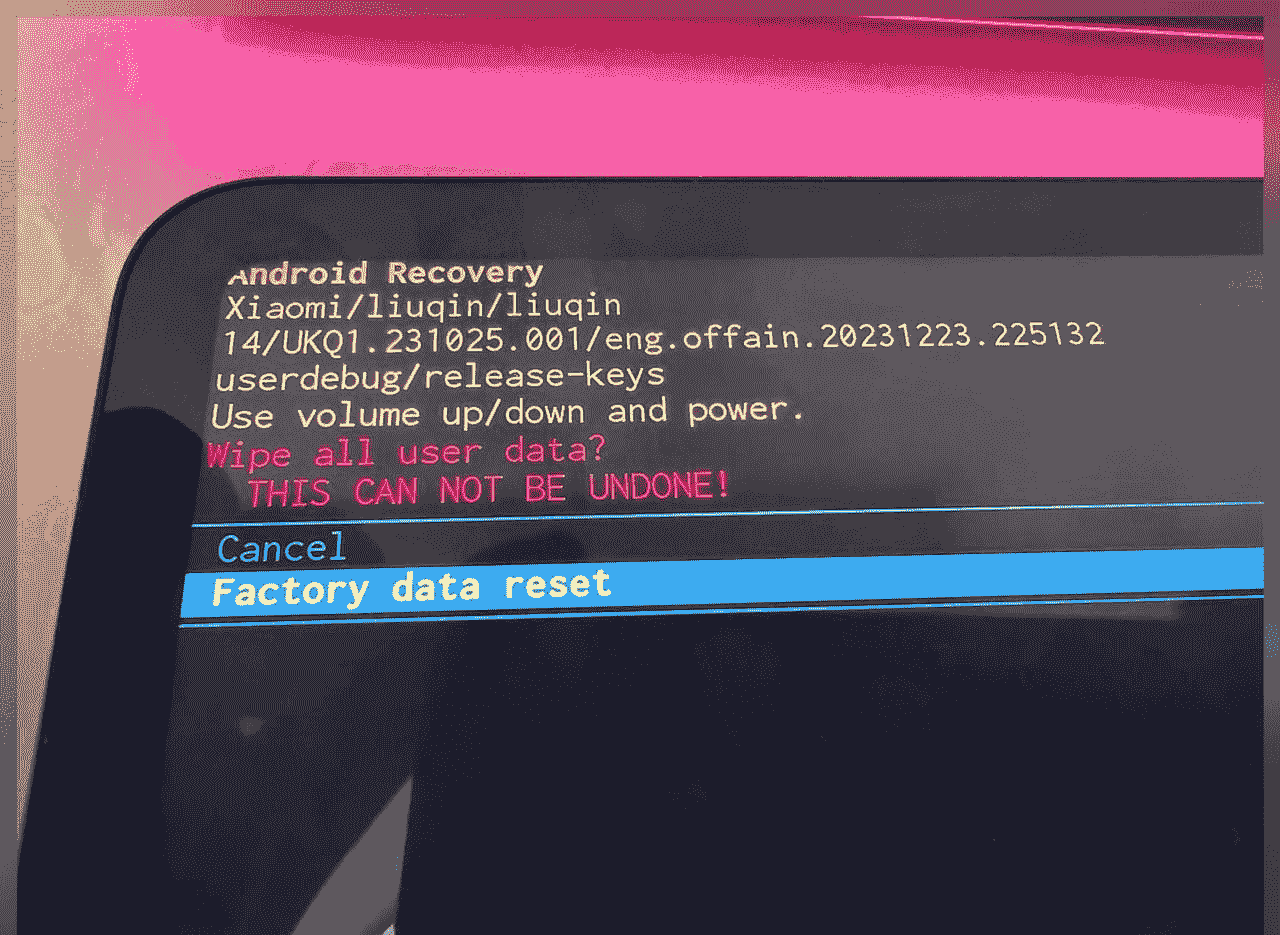 Android Recovery
Xiaomi/liuqin/liuqin
14/UKQ1.231025.001/eng.offain.20231223.225132
userdebug/release-keys
Use volume up/down and power.
Wipe all user data?
THIS CAN NOT BE UNDONE!
Cancel
Factory data reset